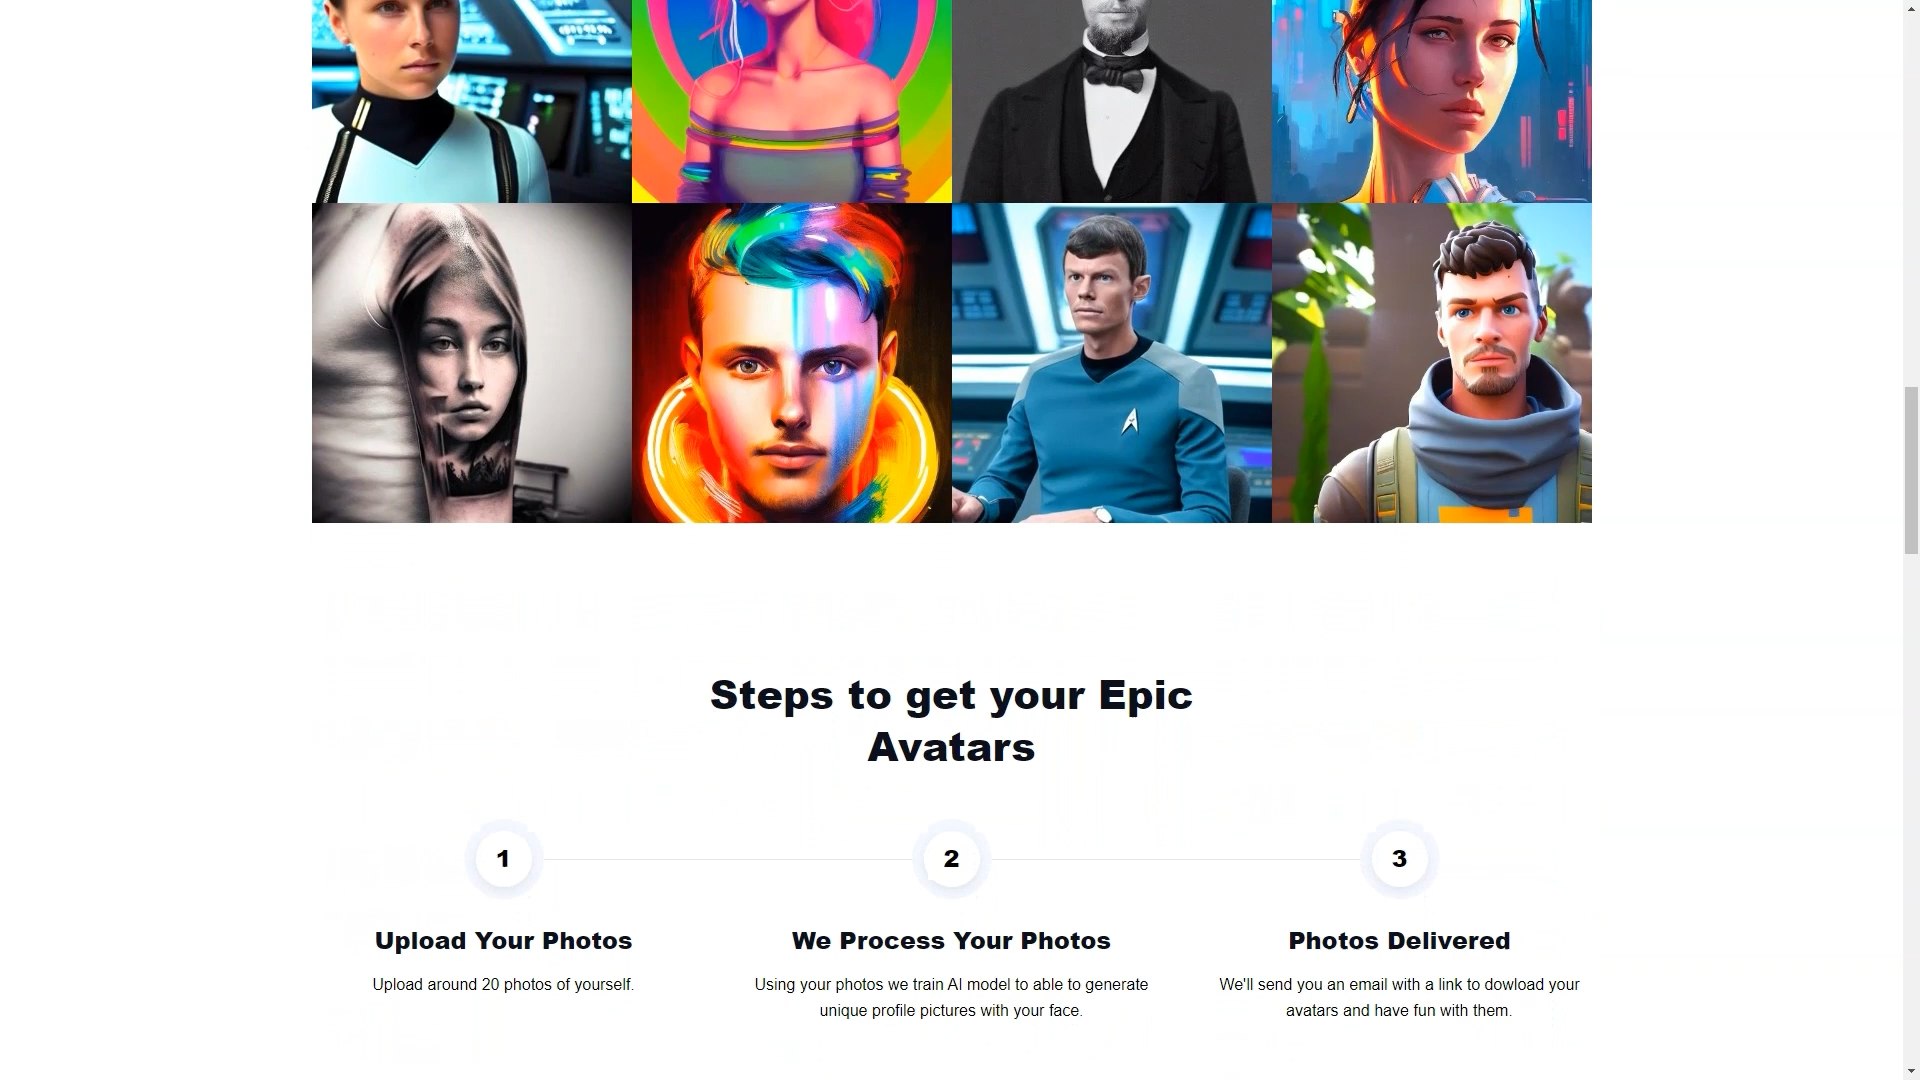 Steps to get your Epic
Avatars
1
2
3
Upload Your Photos
We Process Your Photos
Photos Delivered
Upload around 20 photos of yourself.
Using your photos we train AI model to able to generate
unique profile pictures with your face.
We'll send you an email with a link to dowload your
avatars and have fun with them.